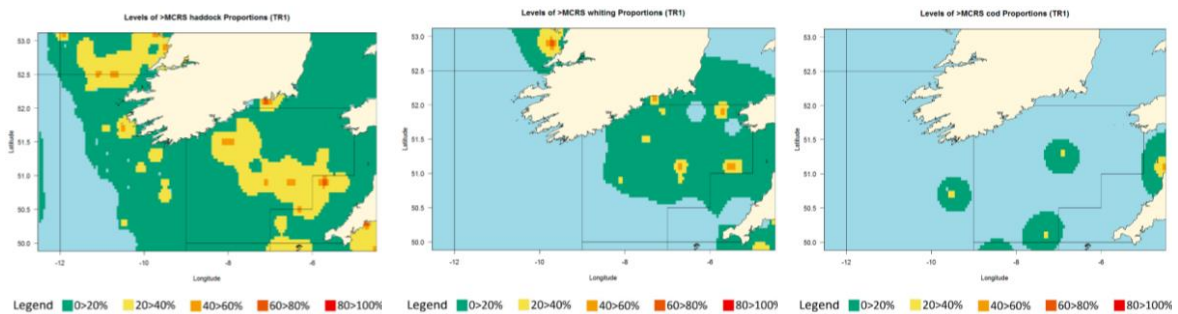 Levels of >MCRS haddock Proportions (TR1)
53.0
52.5
52.0
51.5
51.0
50.5
50.0
Latitude
-12
-10
-8
-6
Longitude
Legend 0>20% 20>40% 40>60% 60>80% 80>100%
Levels of >MCRS whiting Proportions (TR1)
53.0
52.5
52.0
51.5
51.0
50.5
50.0
Latitude
-12
-10
-8
-6
Longitude
Legend 0>20% 20>40% 40>60% 60>80% 80>100%
Levels of >MCRS cod Proportions (TR1)
53.0
52.5
52.0
51.5
51.0
50.5
50.0
Latitude
-12
-10
-8
-6
Longitude
Legend 0>20% 20>40% 40>60% 60>80% 80>100%